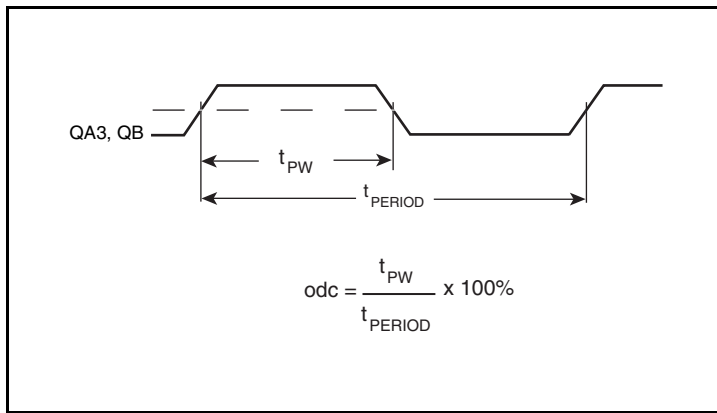 QA3, QB
tPW
tPERIOD
odc = tPW / tPERIOD x 100%